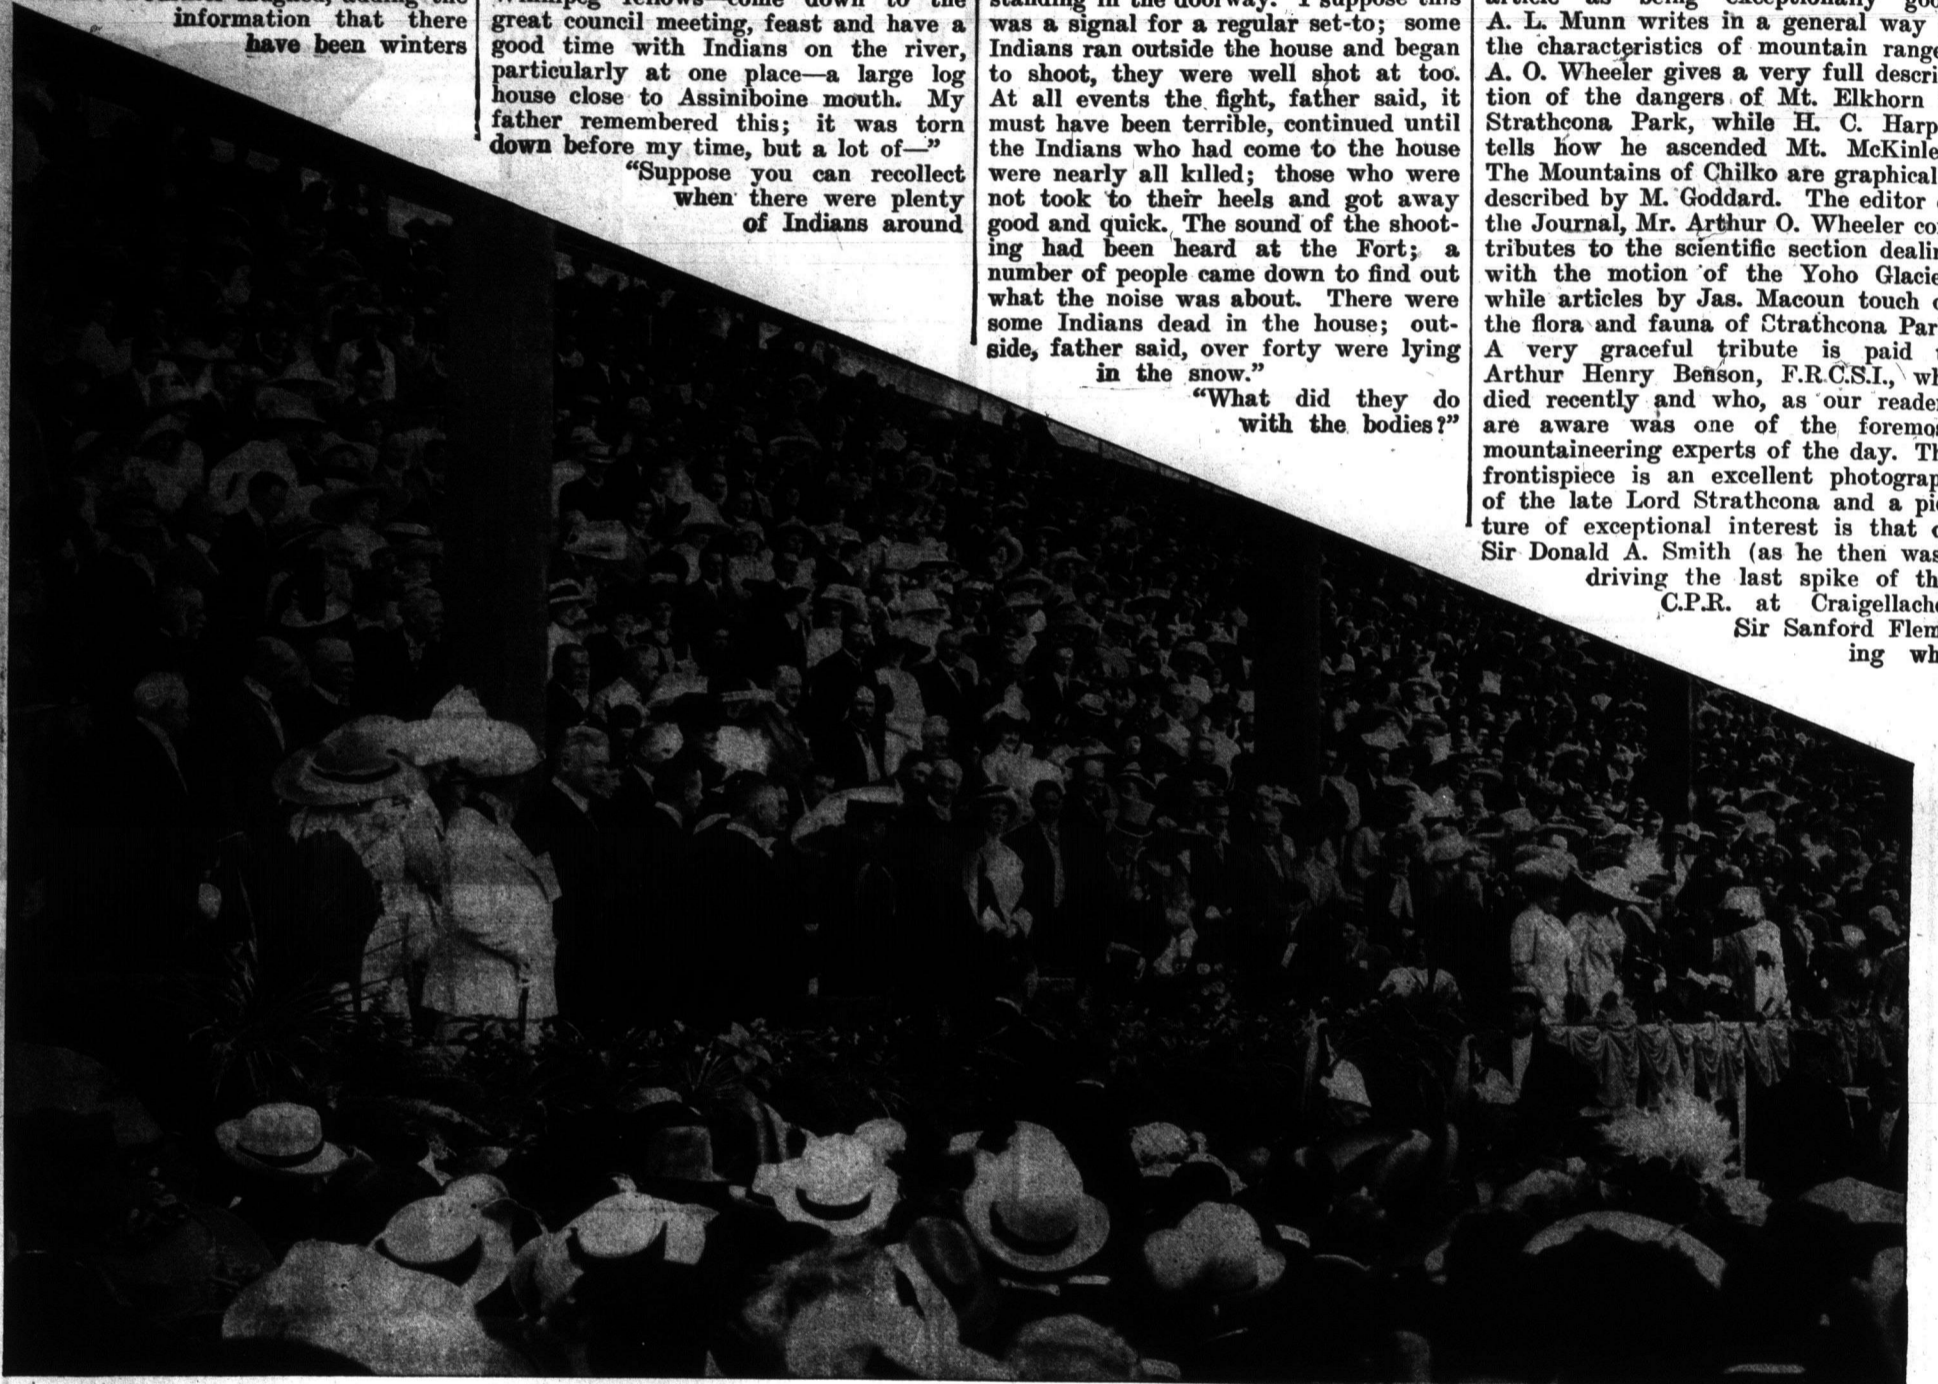 information that there
have been winters
great council meeting, feast and have a
good time with Indians on the river,
particularly at one place—a large log
house close to Assiniboine mouth. My
father remembered this; it was torn
down before my time, but a lot of—”
“Suppose you can recollect
when there were plenty
of Indians around
standing in the doorway. I suppose this
was a signal for a regular set-to; some
Indians ran outside the house and began
to shoot, they were well shot at too.
At all events the fight, father said, it
must have been terrible, continued until
the Indians who had come to the house
were nearly all killed; those who were
not took to their heels and got away
good and quick. The sound of the shoot-
ing had been heard at the Fort; a
number of people came down to find out
what the noise was about. There were
some Indians dead in the house; out-
side, father said, over forty were lying
in the snow.”
“What did they do
with the bodies?”
A. L. Munn writes in a general way
the characteristics of mountain range
A. O. Wheeler gives a very full descri
tion of the dangers of Mt. Elkhorn
Strathcona Park, while H. C. Harp
tells how he ascended Mt. McKinle
The Mountains of Chilko are graphical
described by M. Goddard. The editor
the Journal, Mr. Arthur O. Wheeler co
tributes to the scientific section dealin
with the motion of the Yoho Glacie
while articles by Jas. Macoun touch
the flora and fauna of Strathcona Par
A very graceful tribute is paid
Arthur Henry Benson, F.R.C.S.I., wh
died recently and who, as our reader
are aware was one of the foremos
mountaineering experts of the day. Th
frontispiece is an excellent photograp
of the late Lord Strathcona and a pic
ture of exceptional interest is that
Sir Donald A. Smith (as he then was
driving the last spike of th
C.P.R. at Craigellach
Sir Sanford Flem
ing wh